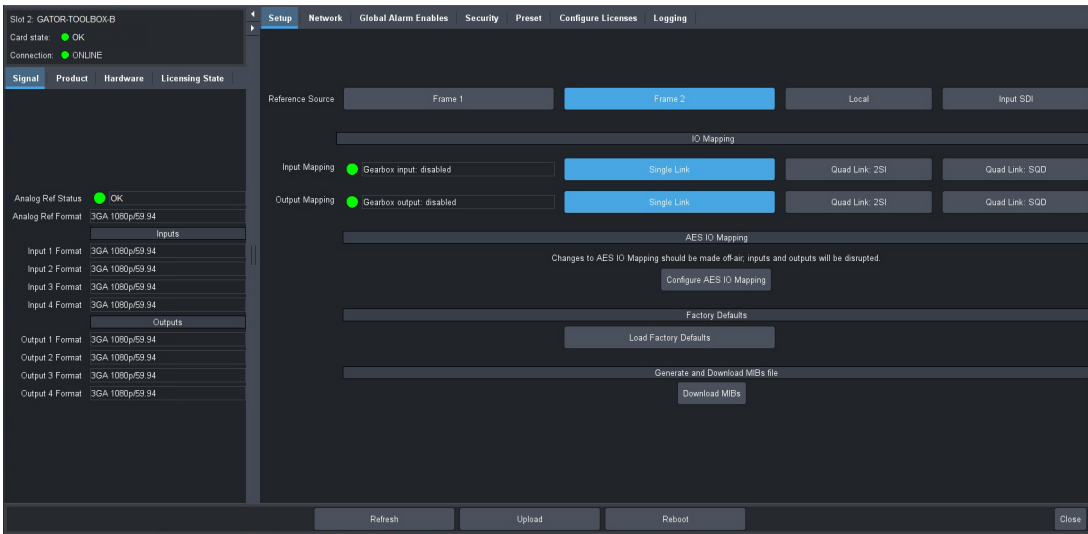 Slot 2: GATOR-TOOLBOX-B
Card state: OK
Connection: ONLINE
Signal Product Hardware Licensing State
Analog Ref Status OK
Analog Ref Format 3GA 1080p/59.94
Inputs
Input 1 Format 3GA 1080p/59.94
Input 2 Format 3GA 1080p/59.94
Input 3 Format 3GA 1080p/59.94
Input 4 Format 3GA 1080p/59.94
Outputs
Output 1 Format 3GA 1080p/59.94
Output 2 Format 3GA 1080p/59.94
Output 3 Format 3GA 1080p/59.94
Output 4 Format 3GA 1080p/59.94
Setup Network Global Alarm Enables Security Preset Configure Licenses Logging
Reference Source Frame 1 Frame 2 Local Input SDI
IO Mapping
Input Mapping Gearbox input: disabled Single Link Quad Link: 2SI Quad Link: SQD
Output Mapping Gearbox output: disabled Single Link Quad Link: 2SI Quad Link: SQD
AES IO Mapping
Changes to AES IO Mapping should be made off-air; inputs and outputs will be disrupted.
Configure AES IO Mapping
Factory Defaults
Load Factory Defaults
Generate and Download MIBs file
Download MIBs
Refresh Upload Reboot Close